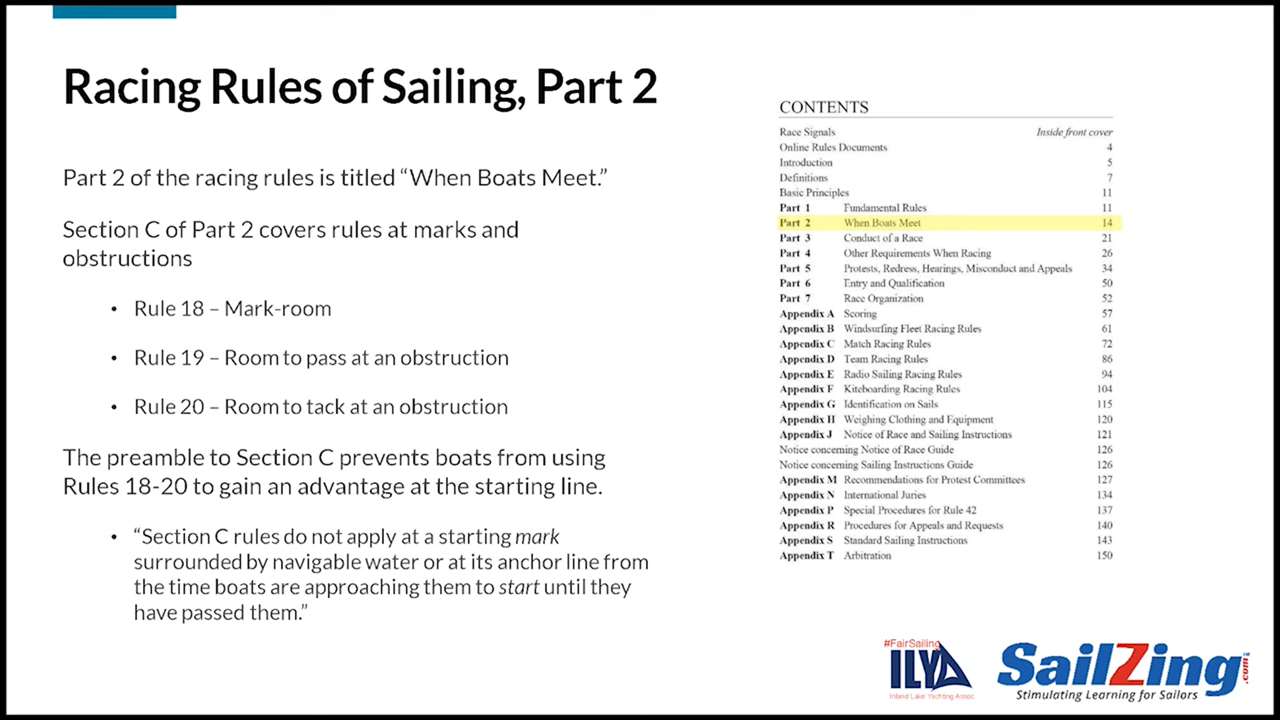 Racing Rules of Sailing, Part 2
Part 2 of the racing rules is titled “When Boats Meet.”
Section C of Part 2 covers rules at marks and
obstructions
• Rule 18 – Mark-room
• Rule 19 – Room to pass at an obstruction
• Rule 20 – Room to tack at an obstruction
The preamble to Section C prevents boats from using
Rules 18-20 to gain an advantage at the starting line.
• “Section C rules do not apply at a starting mark
surrounded by navigable water or at its anchor line from
the time boats are approaching them to start until they
have passed them.”
CONTENTS
Race Signals Inside front cover
Online Rules Documents 4
Introduction 5
Definitions 7
Basic Principles 11
Part 1 Fundamental Rules 11
Part 2 When Boats Meet 14
Part 3 Conduct of a Race 21
Part 4 Other Requirements When Racing 26
Part 5 Protests, Redress, Hearings, Misconduct and Appeals 34
Part 6 Entry and Qualification 50
Part 7 Race Organization 52
Appendix A Scoring 57
Appendix B Windsurfing Fleet Racing Rules 61
Appendix C Match Racing Rules 72
Appendix D Team Racing Rules 86
Appendix E Radio Sailing Racing Rules 94
Appendix F Kiteboarding Racing Rules 104
Appendix G Identification on Sails 115
Appendix H Weighing Clothing and Equipment 120
Appendix J Notice of Race and Sailing Instructions 121
Notice concerning Notice of Race Guide 126
Notice concerning Sailing Instructions Guide 126
Appendix M Recommendations for Protest Committees 127
Appendix N International Juries 134
Appendix P Special Procedures for Rule 42 137
Appendix R Procedures for Appeals and Requests 140
Appendix S Standard Sailing Instructions 143
Appendix T Arbitration 150
#FairSailing
ILYA
Inland Lake Yachting Assoc.
SailZing.com
Stimulating Learning for Sailors